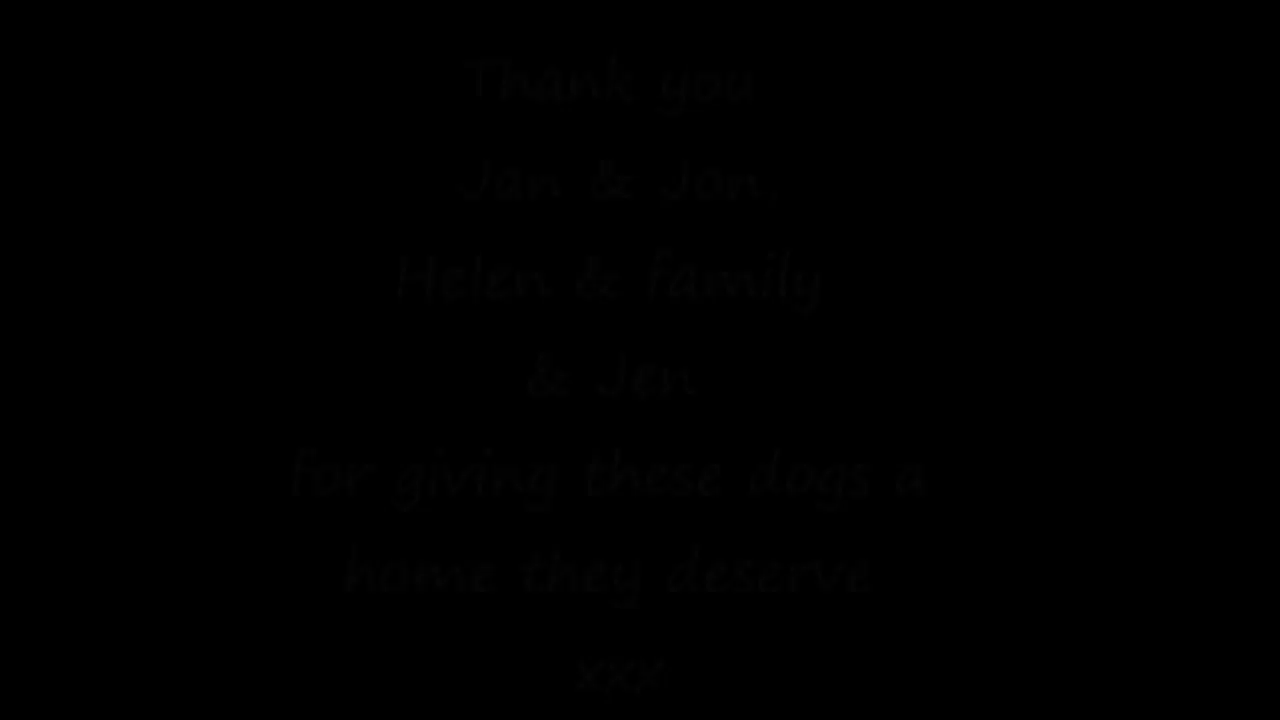 Thank you
Jan & Jon,
Helen & family
& Jen
for giving these dogs a
home they deserve
xxx